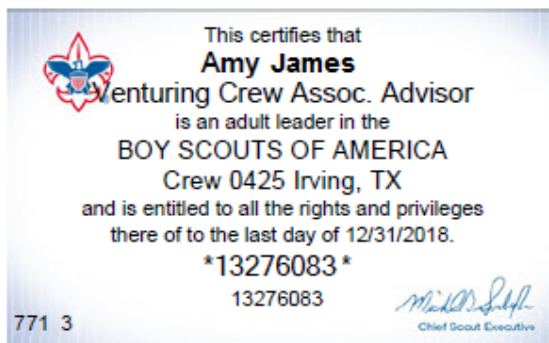 This certifies that
Amy James
Venturing Crew Assoc. Advisor
is an adult leader in the
BOY SCOUTS OF AMERICA
Crew 0425 Irving, TX
and is entitled to all the rights and privileges
there of to the last day of 12/31/2018.
*13276083*
13276083
Chief Scout Executive
771 3